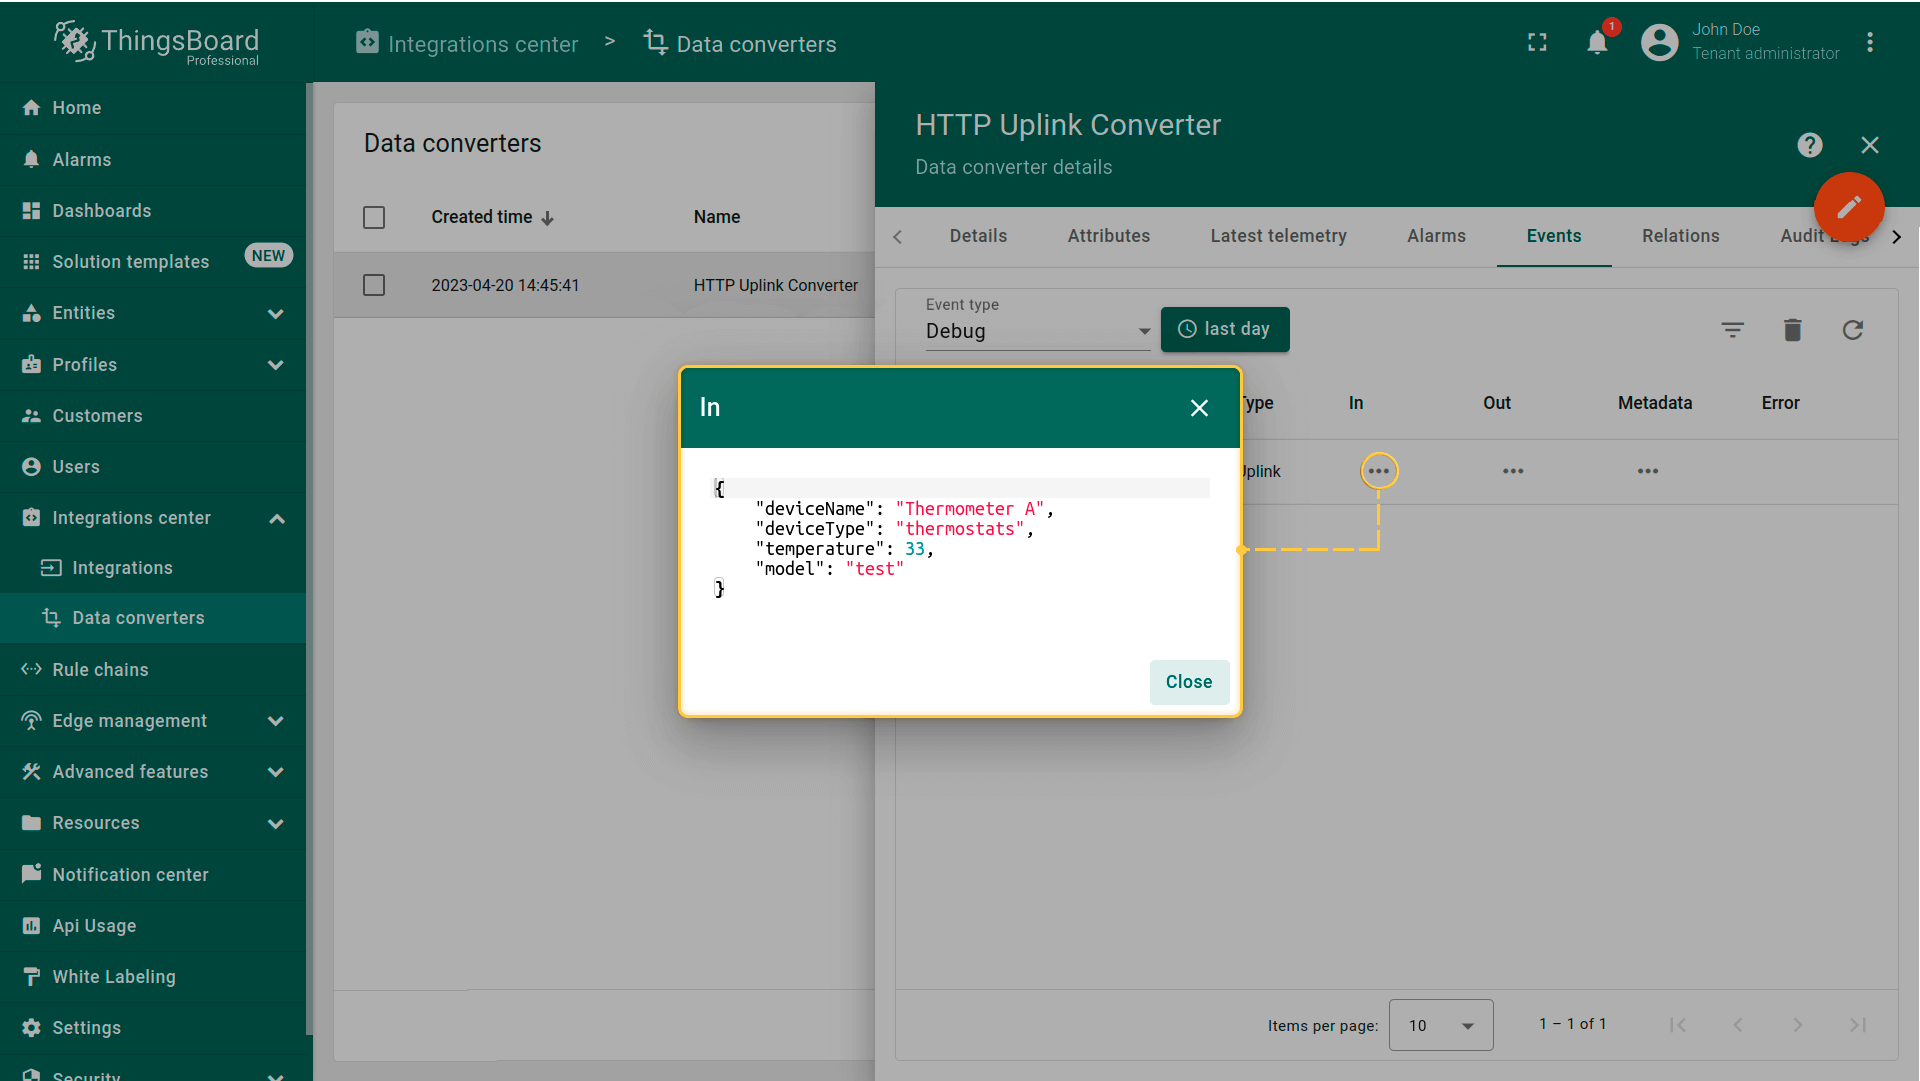 ThingsBoard
Professional
Integrations center > Data converters
1
John Doe
Tenant administrator
Home
Alarms
Dashboards
Solution templates NEW
Entities
Profiles
Customers
Users
Integrations center
Integrations
Data converters
Rule chains
Edge management
Advanced features
Resources
Notification center
Api Usage
White Labeling
Settings
Security
Data converters
Created time Name
2023-04-20 14:45:41 HTTP Uplink Converter
HTTP Uplink Converter
Data converter details
Details Attributes Latest telemetry Alarms Events Relations Audit Logs
Event type
Debug
last day
Type In Out Metadata Error
Uplink
In
{
"deviceName": "Thermometer A",
"deviceType": "thermostats",
"temperature": 33,
"model": "test"
}
Close
Items per page: 10 1 – 1 of 1